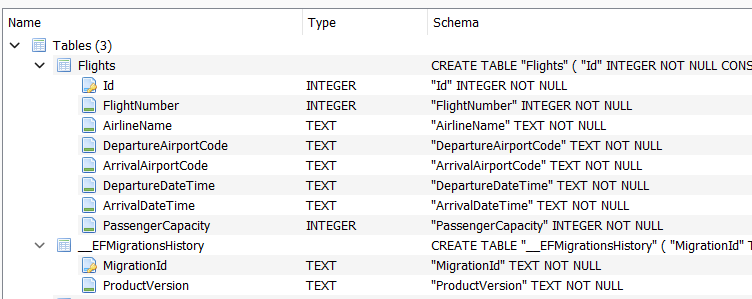 Name Type Schema
Tables (3)
Flights CREATE TABLE "Flights" ( "Id" INTEGER NOT NULL CONS
Id INTEGER "Id" INTEGER NOT NULL
FlightNumber INTEGER "FlightNumber" INTEGER NOT NULL
AirlineName TEXT "AirlineName" TEXT NOT NULL
DepartureAirportCode TEXT "DepartureAirportCode" TEXT NOT NULL
ArrivalAirportCode TEXT "ArrivalAirportCode" TEXT NOT NULL
DepartureDateTime TEXT "DepartureDateTime" TEXT NOT NULL
ArrivalDateTime TEXT "ArrivalDateTime" TEXT NOT NULL
PassengerCapacity INTEGER "PassengerCapacity" INTEGER NOT NULL
__EFMigrationsHistory CREATE TABLE "__EFMigrationsHistory" ( "MigrationId" T
MigrationId TEXT "MigrationId" TEXT NOT NULL
ProductVersion TEXT "ProductVersion" TEXT NOT NULL